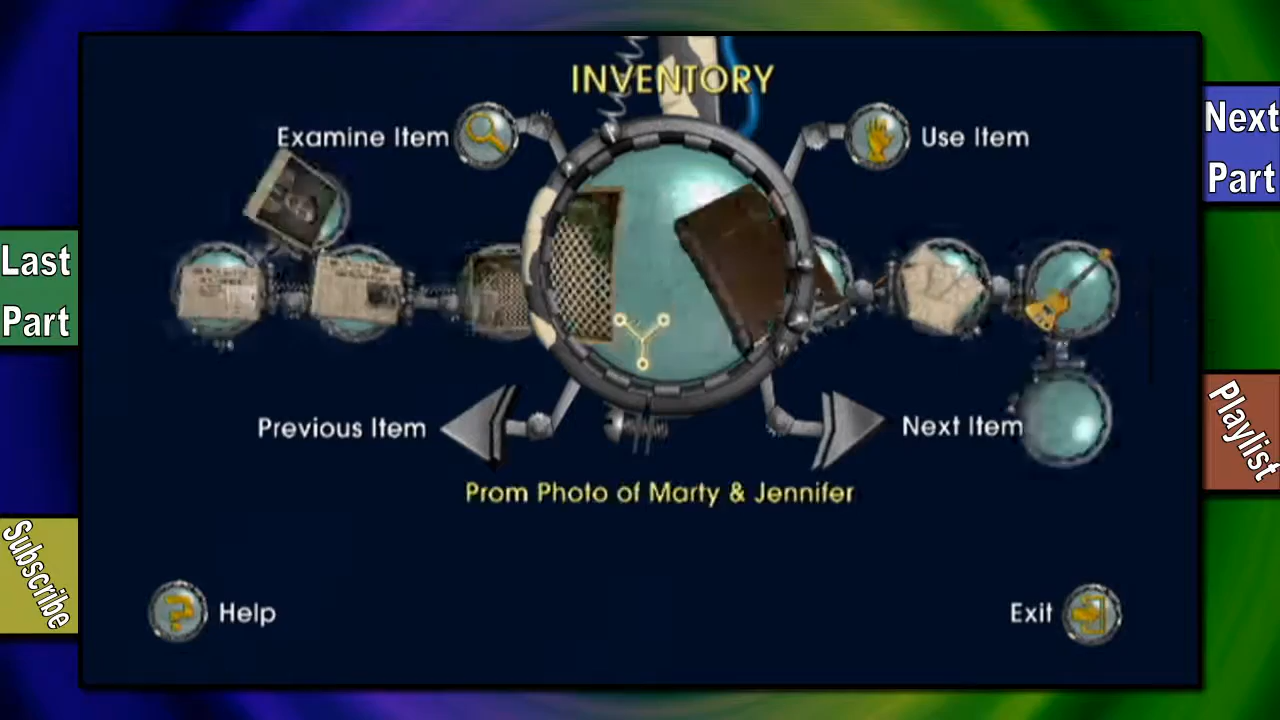 INVENTORY
Examine Item
Use Item
Next
Part
Last
Part
Previous Item
Next Item
Playlist
Prom Photo of Marty & Jennifer
Subscribe
Help
Exit